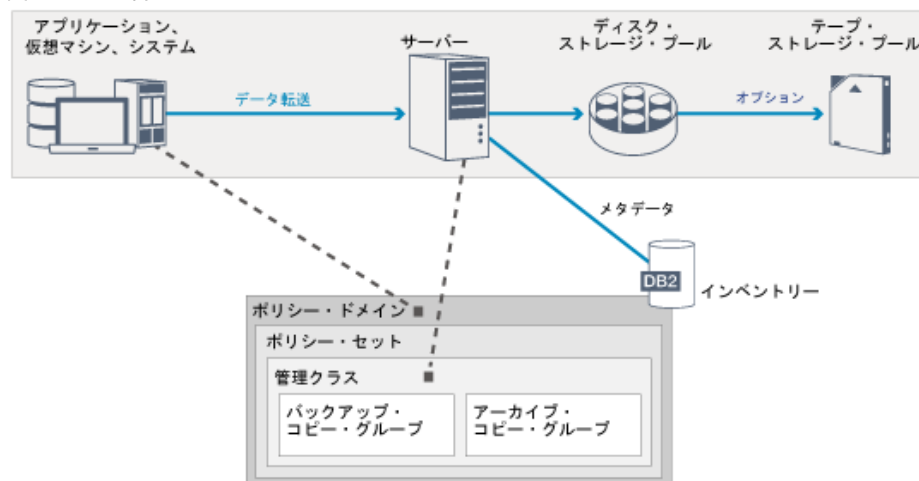 アプリケーション、
仮想マシン、システム
サーバー
ディスク・
ストレージ・プール
テープ・
ストレージ・プール
データ転送
オプション
メタデータ
DB2
インベントリー
ポリシー・ドメイン
ポリシー・セット
管理クラス
バックアップ・
コピー・グループ
アーカイブ・
コピー・グループ